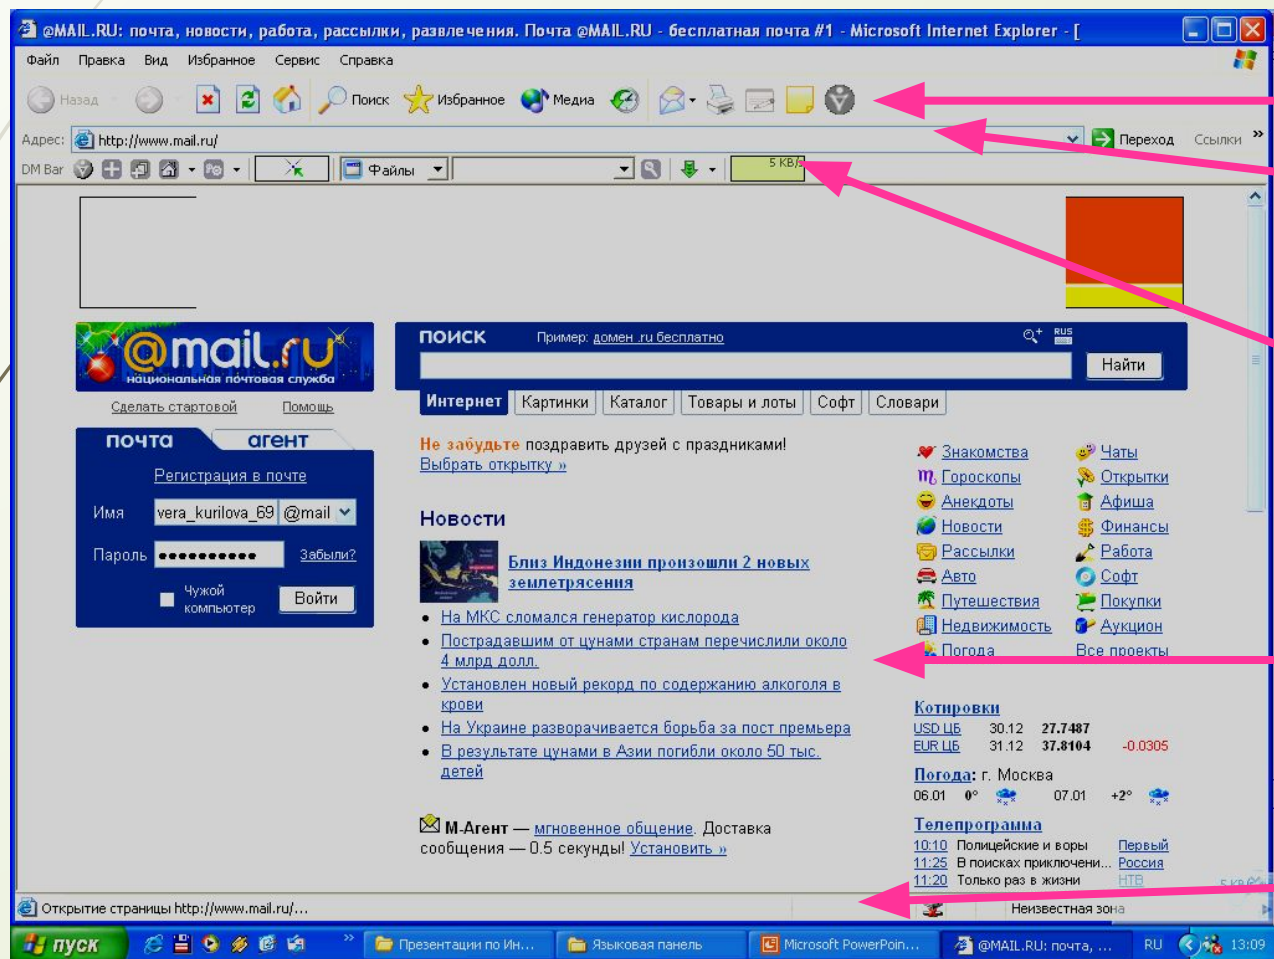 @MAIL.RU: почта, новости, работа, рассылки, развлечения. Почта @MAIL.RU - бесплатная почта #1 - Microsoft Internet Explorer - [
Файл Правка Вид Избранное Сервис Справка
Назад Поиск Избранное Медиа
Адрес: http://www.mail.ru/ Переход Ссылки »
DM Bar Файлы 5 KB/s
@mail.ru
национальная почтовая служба
Сделать стартовой Помощь
ПОИСК Пример: домен .ru бесплатно RUS
Найти
Интернет Картинки Каталог Товары и лоты Софт Словари
почта агент
Регистрация в почте
Имя vera_kurilova_69 @mail
Пароль •••••••••• Забыли?
Чужой
компьютер
Войти
Не забудьте поздравить друзей с праздниками!
Выбрать открытку »
Новости
Близ Индонезии произошли 2 новых
землетрясения
• На МКС сломался генератор кислорода
• Пострадавшим от цунами странам перечислили около
4 млрд долл.
• Установлен новый рекорд по содержанию алкоголя в
крови
• На Украине разворачивается борьба за пост премьера
• В результате цунами в Азии погибли около 50 тыс.
детей
М-Агент — мгновенное общение. Доставка
сообщения — 0.5 секунды! Установить »
Знакомства Чаты
Гороскопы Открытки
Анекдоты Афиша
Новости Финансы
Рассылки Работа
Авто Софт
Путешествия Покупки
Недвижимость Аукцион
Погода Все проекты
Котировки
USD ЦБ 30.12 27.7487
EUR ЦБ 31.12 37.8104 -0.0305
Погода: г. Москва
06.01 0° 07.01 +2°
Телепрограмма
10:10 Полицейские и воры Первый
11:25 В поисках приключени... Россия
11:20 Только раз в жизни НТВ
Открытие страницы http://www.mail.ru/... Неизвестная зона
пуск » Презентации по Ин... Языковая панель Microsoft PowerPoin... @MAIL.RU: почта, ... RU 13:09